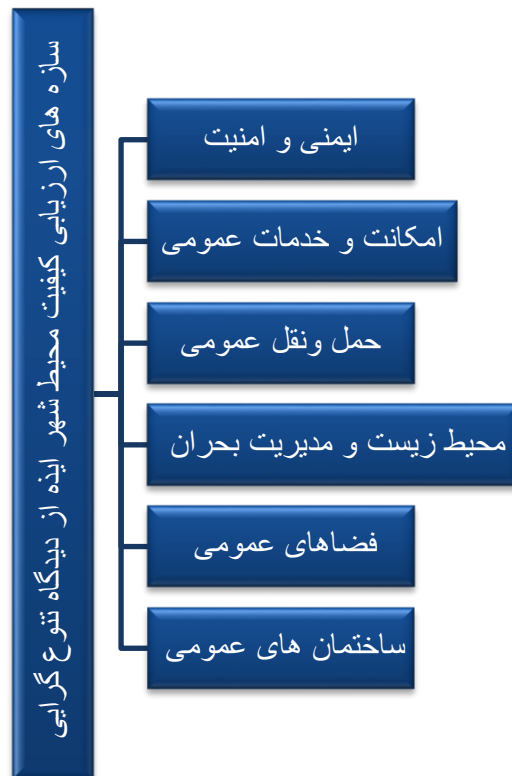 سازه های ارزیابی کیفیت محیط شهر ایذه از دیدگاه تنوع گرایی
ایمنی و امنیت
امکانت و خدمات عمومی
حمل ونقل عمومی
محیط زیست و مدیریت بحران
فضاهای عمومی
ساختمان های عمومی